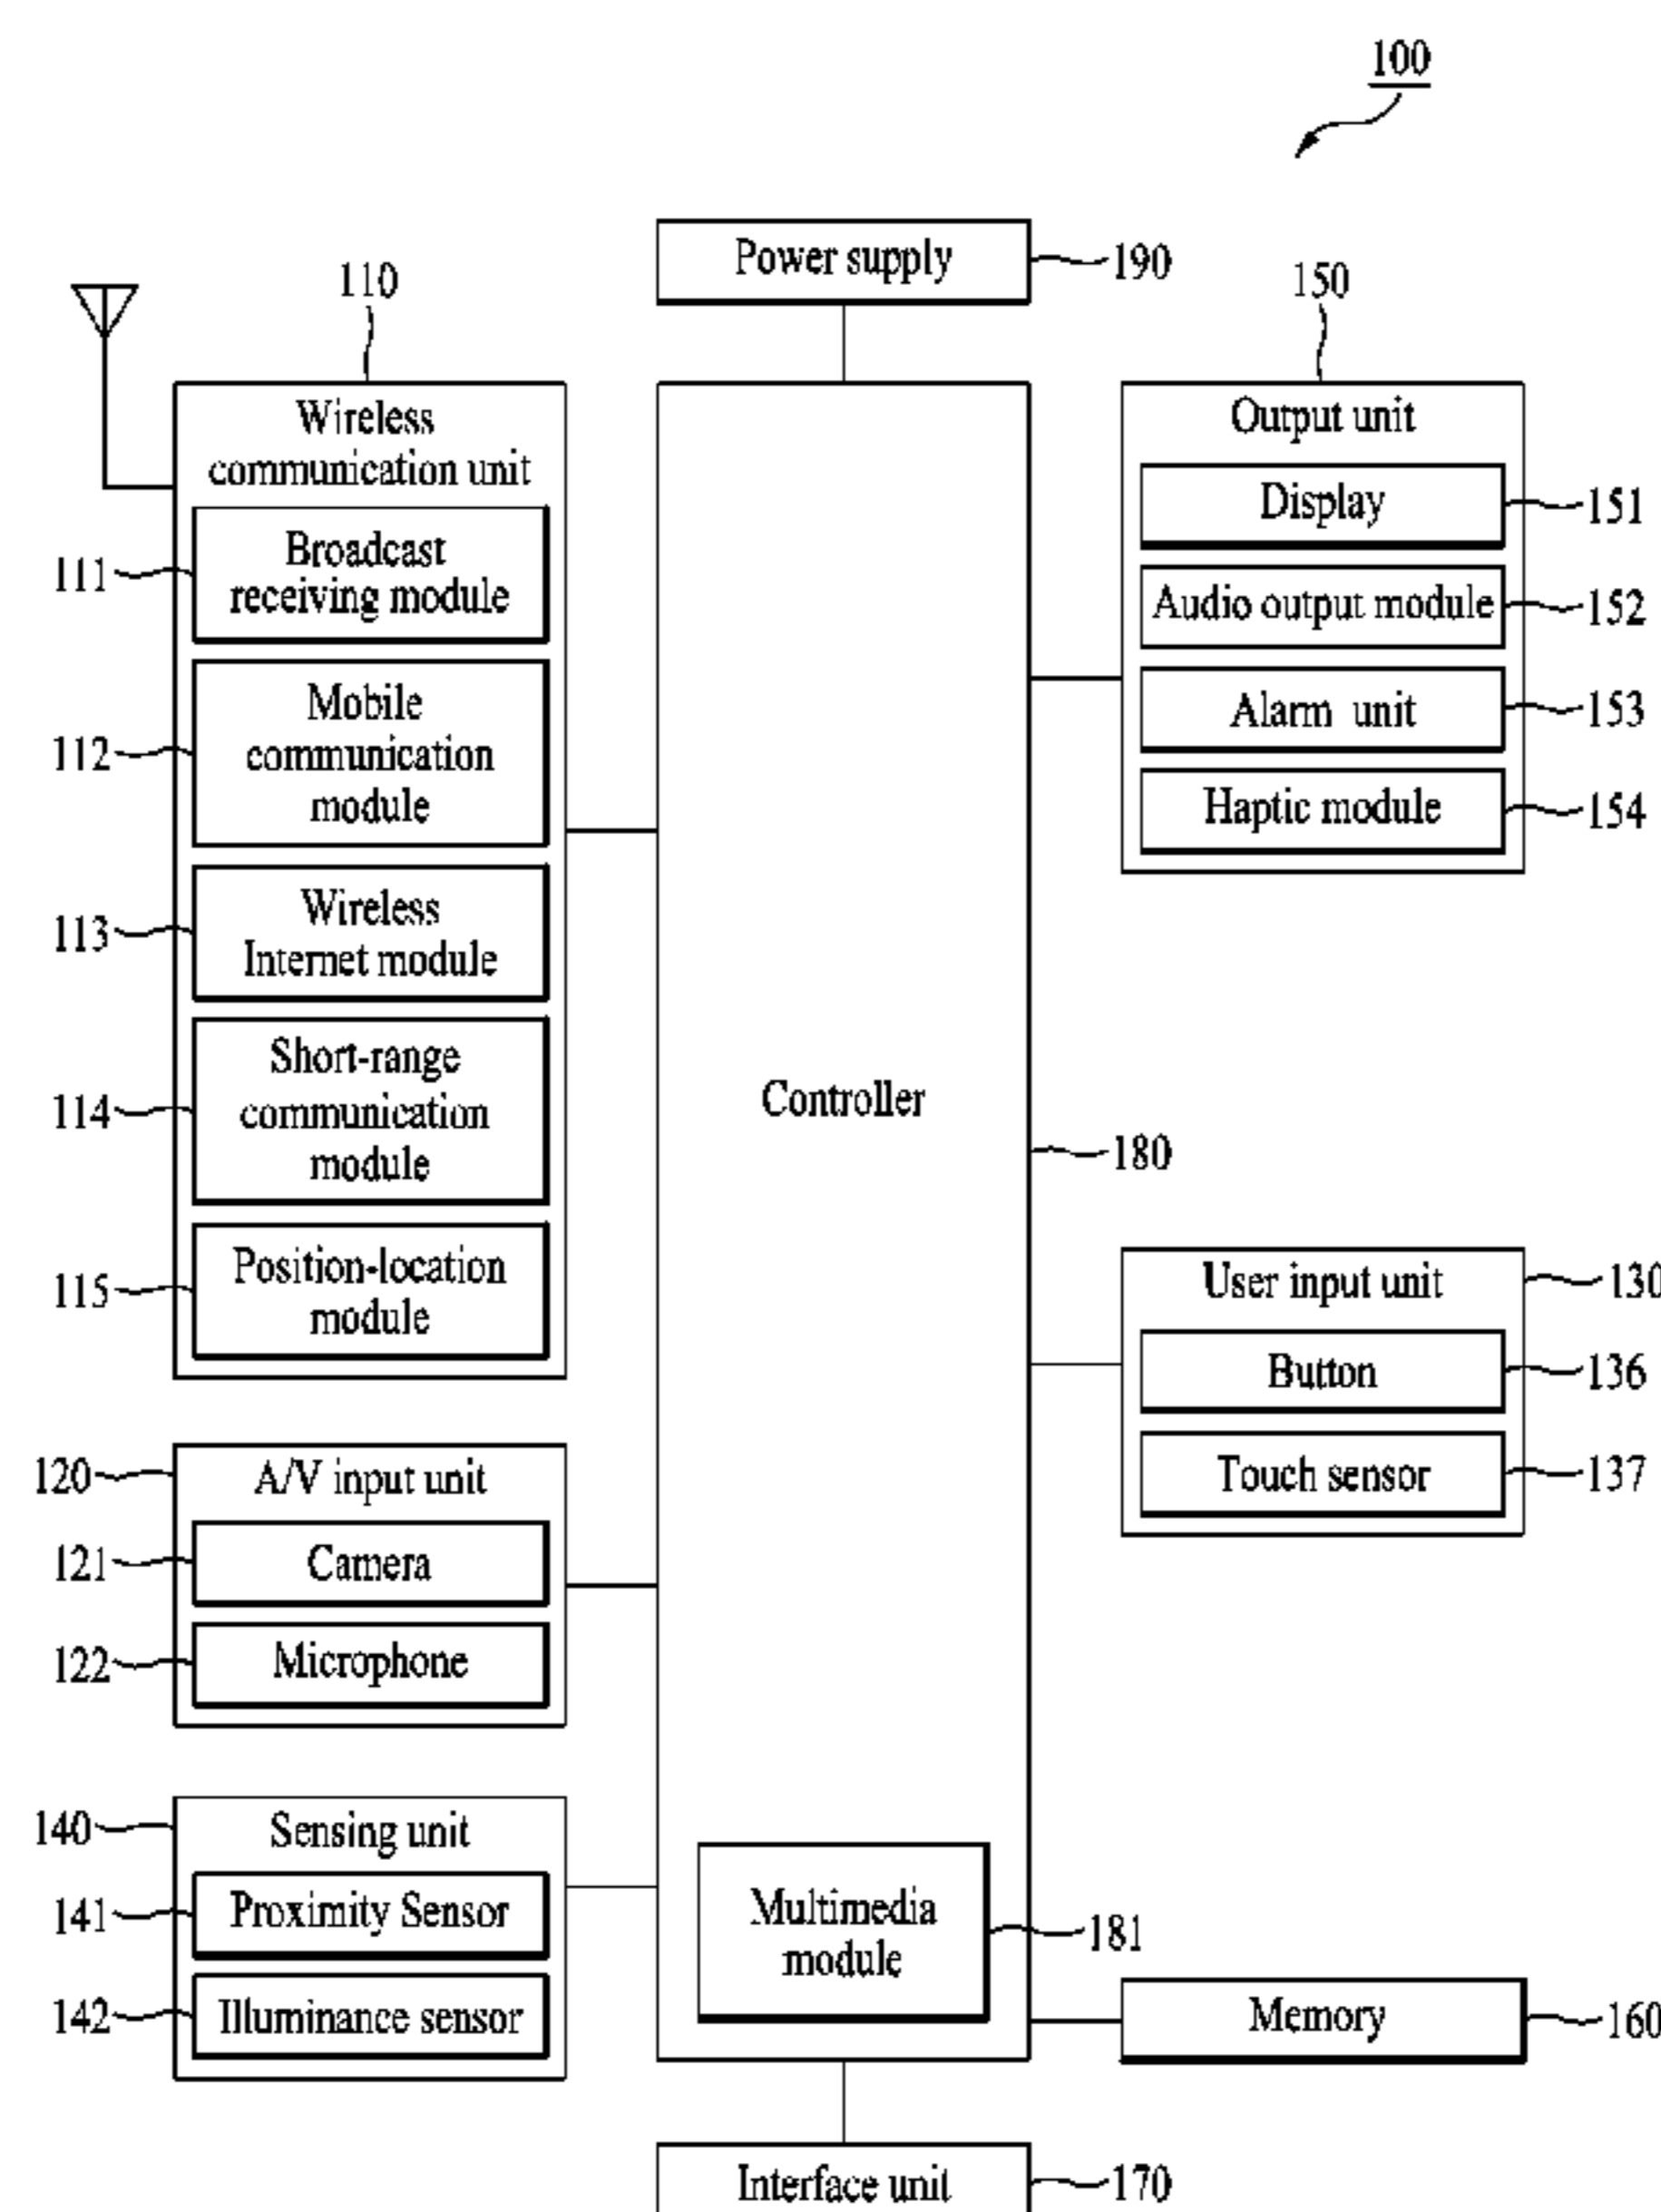 100
Power supply
190
110
Wireless
communication unit
111
Broadcast
receiving module
112
Mobile
communication
module
113
Wireless
Internet module
114
Short-range
communication
module
115
Position-location
module
120
A/V input unit
121
Camera
122
Microphone
140
Sensing unit
141
Proximity Sensor
142
Illuminance sensor
Controller
180
Multimedia
module
181
150
Output unit
Display
151
Audio output module
152
Alarm unit
153
Haptic module
154
User input unit
130
Button
136
Touch sensor
137
Memory
160
Interface unit
170